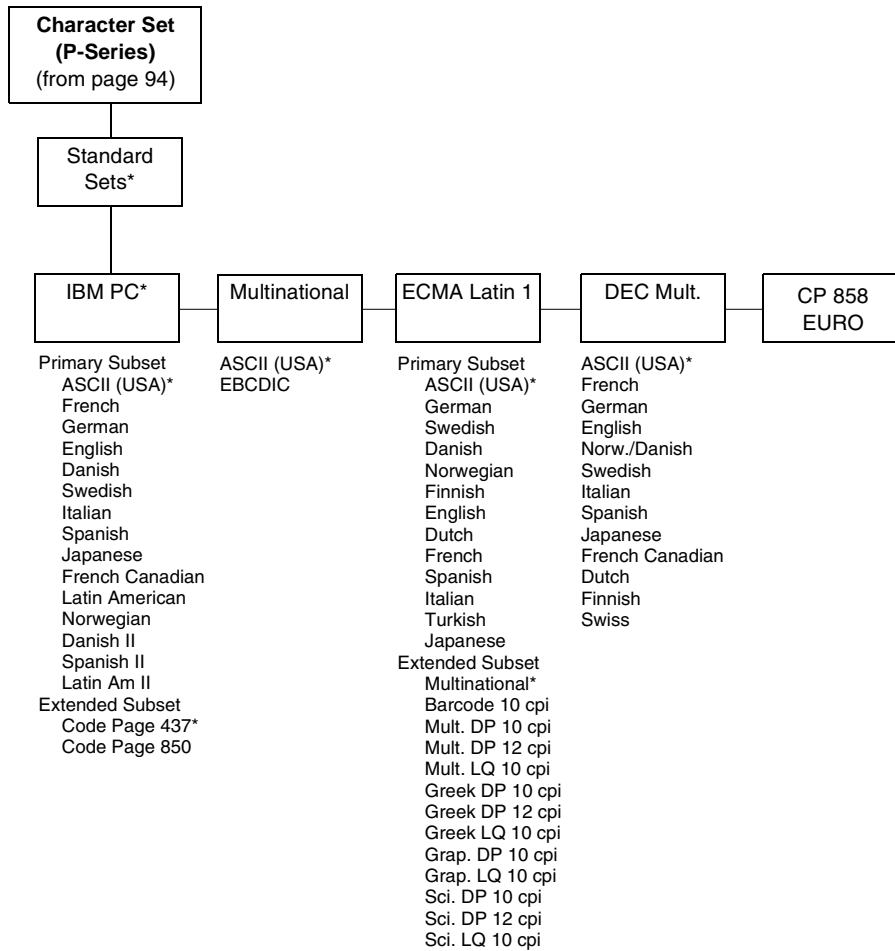 Character Set
(P-Series)
(from page 94)
Standard
Sets*
IBM PC*
Primary Subset
ASCII (USA)*
French
German
English
Danish
Swedish
Italian
Spanish
Japanese
French Canadian
Latin American
Norwegian
Danish II
Spanish II
Latin Am II
Extended Subset
Code Page 437*
Code Page 850
Multinational
ASCII (USA)*
EBCDIC
ECMA Latin 1
Primary Subset
ASCII (USA)*
German
Swedish
Danish
Norwegian
Finnish
English
Dutch
French
Spanish
Italian
Turkish
Japanese
Extended Subset
Multinational*
Barcode 10 cpi
Mult. DP 10 cpi
Mult. DP 12 cpi
Mult. LQ 10 cpi
Greek DP 10 cpi
Greek DP 12 cpi
Greek LQ 10 cpi
Grap. DP 10 cpi
Grap. LQ 10 cpi
Sci. DP 10 cpi
Sci. DP 12 cpi
Sci. LQ 10 cpi
DEC Mult.
ASCII (USA)*
French
German
English
Norw./Danish
Swedish
Italian
Spanish
Japanese
French Canadian
Dutch
Finnish
Swiss
CP 858
EURO